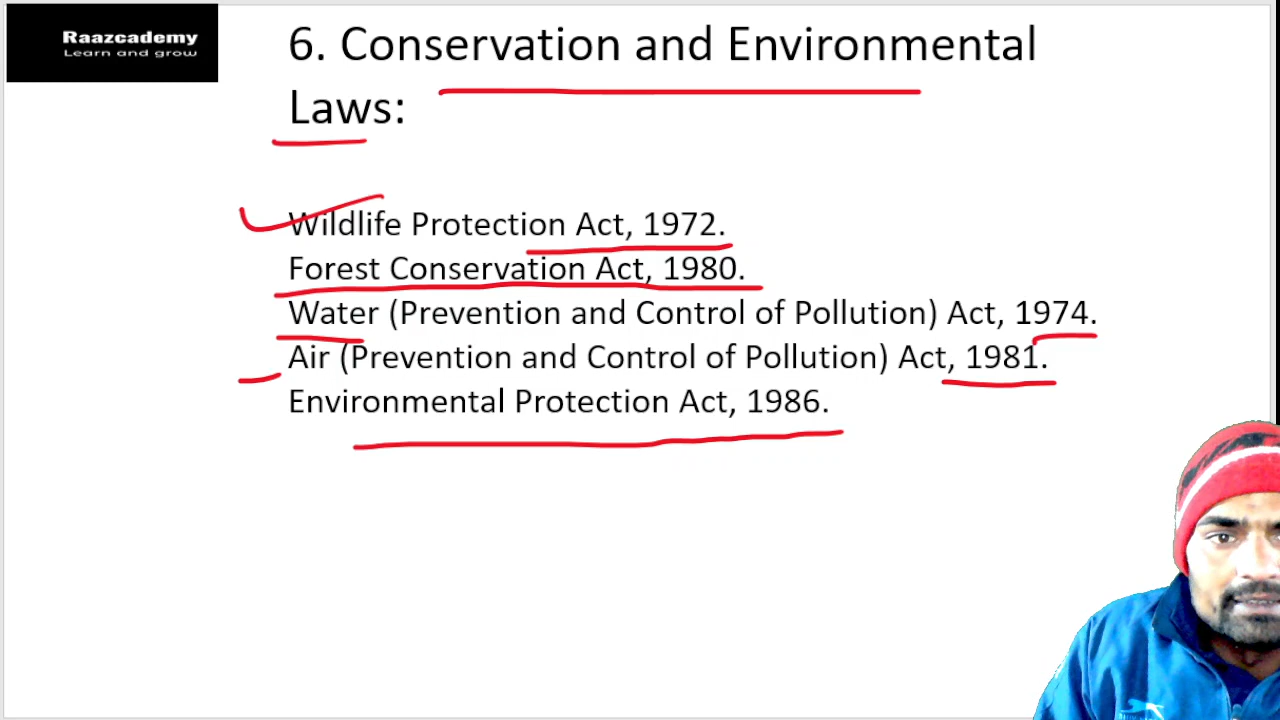 Raazcademy
Learn and grow
6. Conservation and Environmental
Laws:
Wildlife Protection Act, 1972.
Forest Conservation Act, 1980.
Water (Prevention and Control of Pollution) Act, 1974.
Air (Prevention and Control of Pollution) Act, 1981.
Environmental Protection Act, 1986.